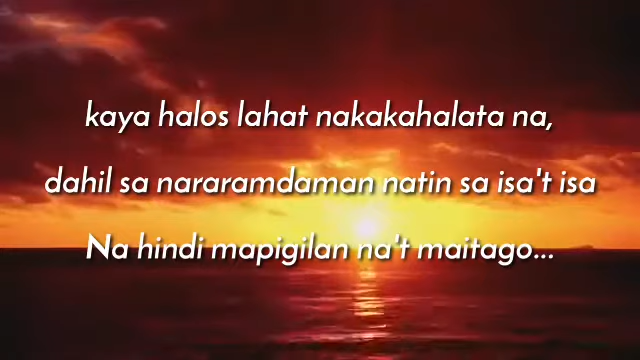 kaya halos lahat nakakahalata na,
dahil sa nararamdaman natin sa isa't isa
Na hindi mapigilan na't maitago...